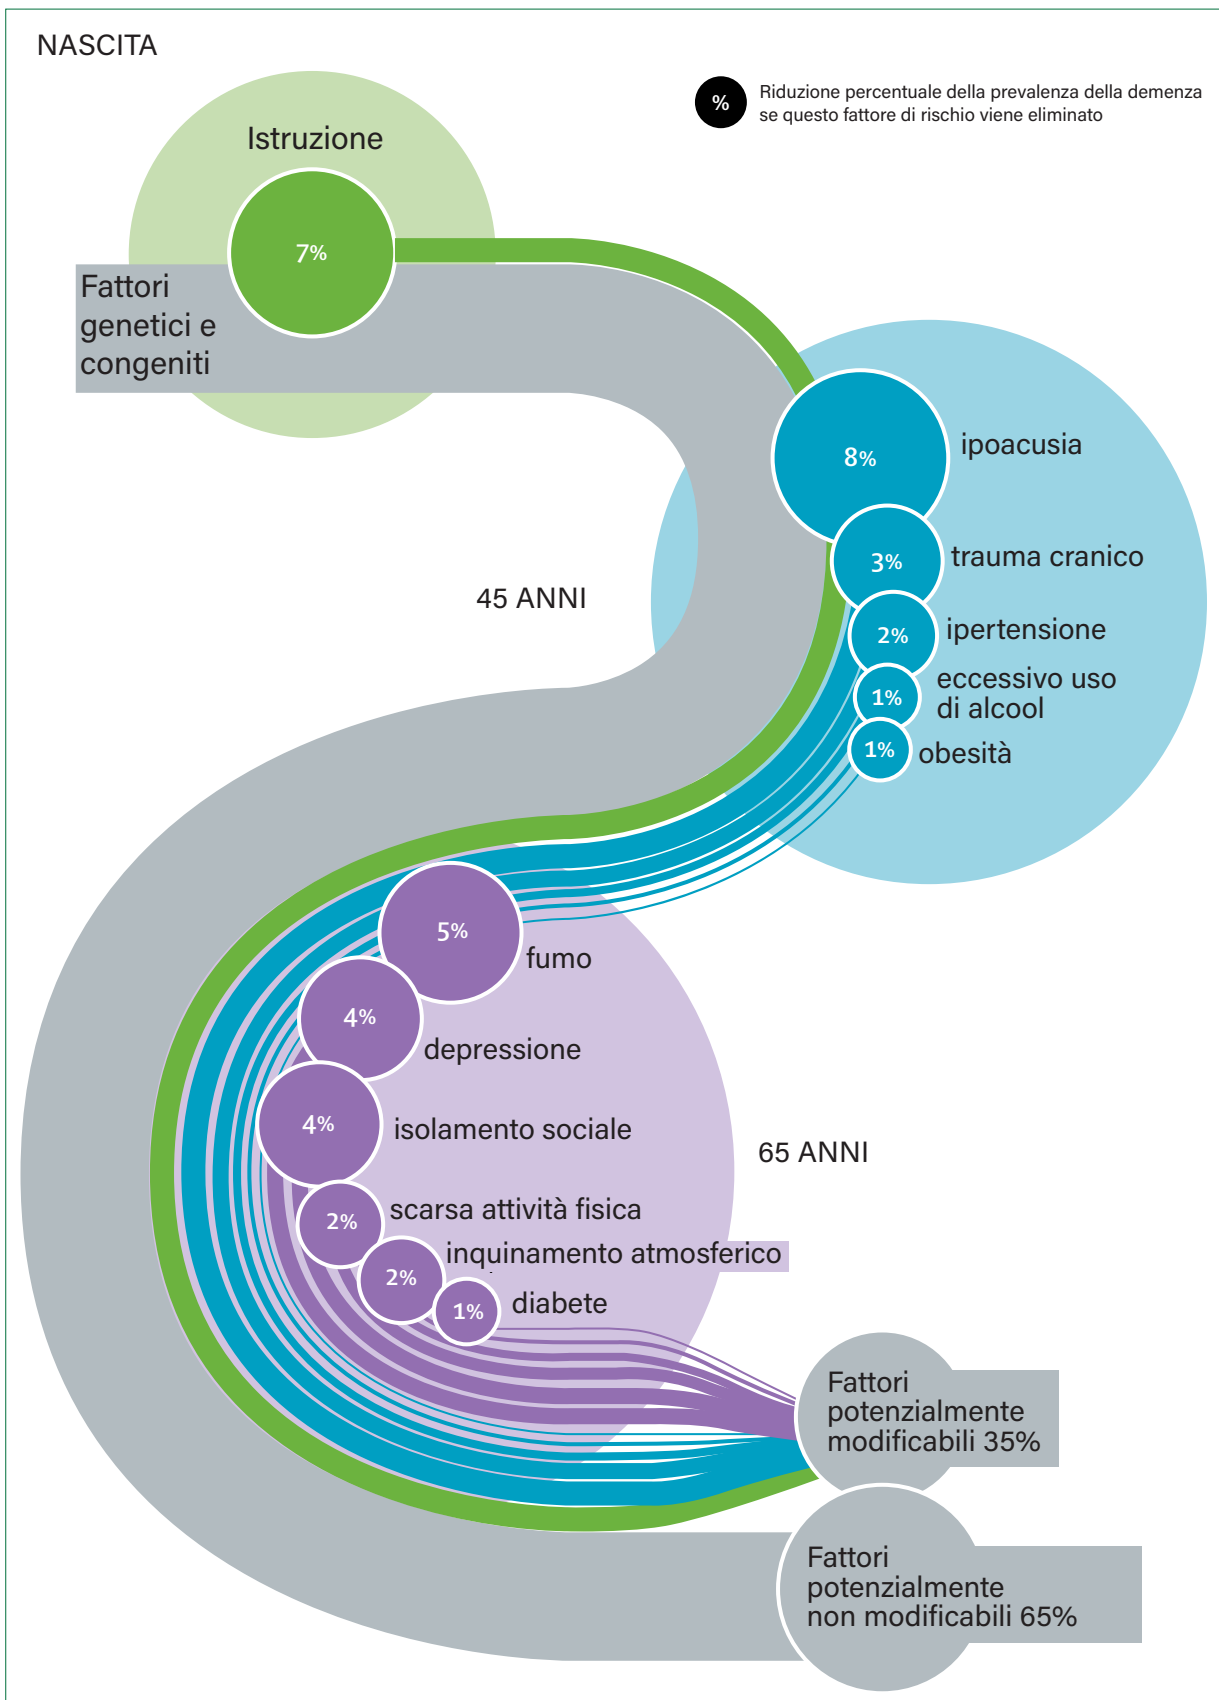 NASCITA
% Riduzione percentuale della prevalenza della demenza
se questo fattore di rischio viene eliminato
Istruzione
7%
Fattori
genetici e
congeniti
8% ipoacusia
3% trauma cranico
45 ANNI
2% ipertensione
1% eccessivo uso
di alcool
1% obesità
5% fumo
4% depressione
4% isolamento sociale
65 ANNI
2% scarsa attività fisica
2% inquinamento atmosferico
1% diabete
Fattori
potenzialmente
modificabili 35%
Fattori
potenzialmente
non modificabili 65%